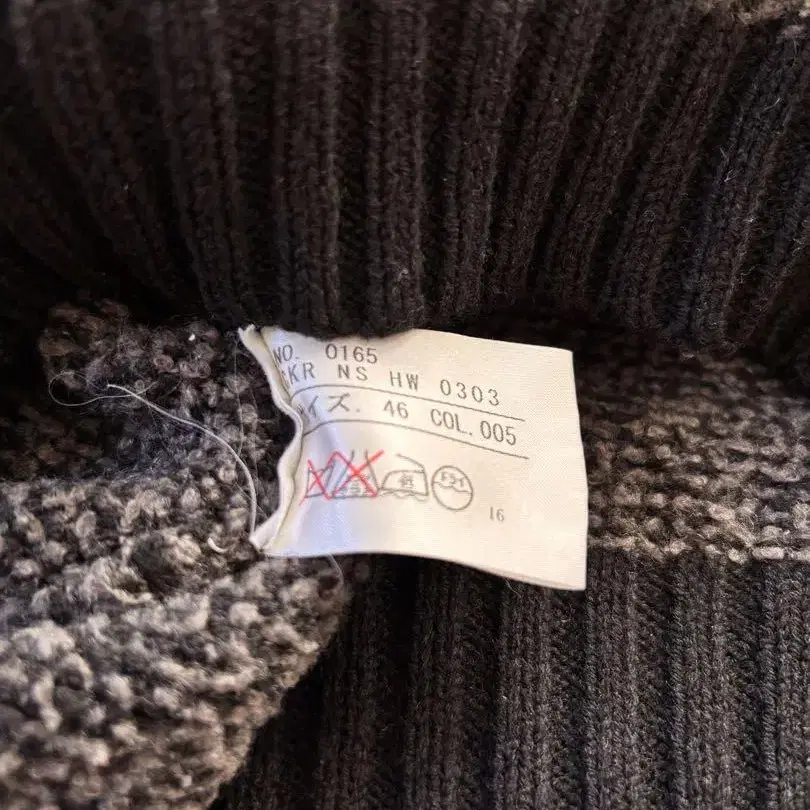 NO. 0165
KR NS HW 0303
イズ. 46 COL. 005
16